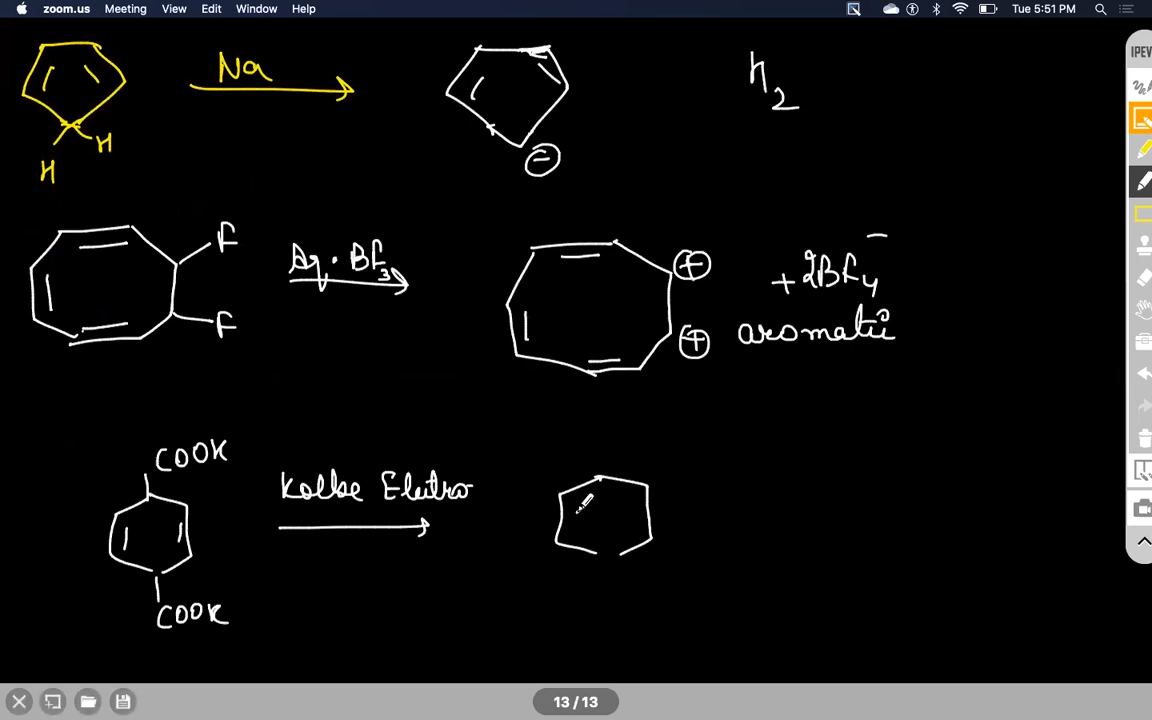 zoom.us Meeting View Edit Window Help Tue 5:51 PM
IPEV
Na
H₂
H
H
⊖
F
F
Ag · BF₃
⊕
⊕
+ 2BF₄⁻
aromatic
COOK
COOK
Kolbe Electro
13 / 13